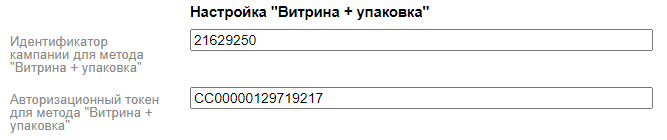 Настройка "Витрина + упаковка"
Идентификатор
кампании для метода
"Витрина + упаковка"
21629250
Авторизационный токен
для метода "Витрина +
упаковка"
CC00000129719217